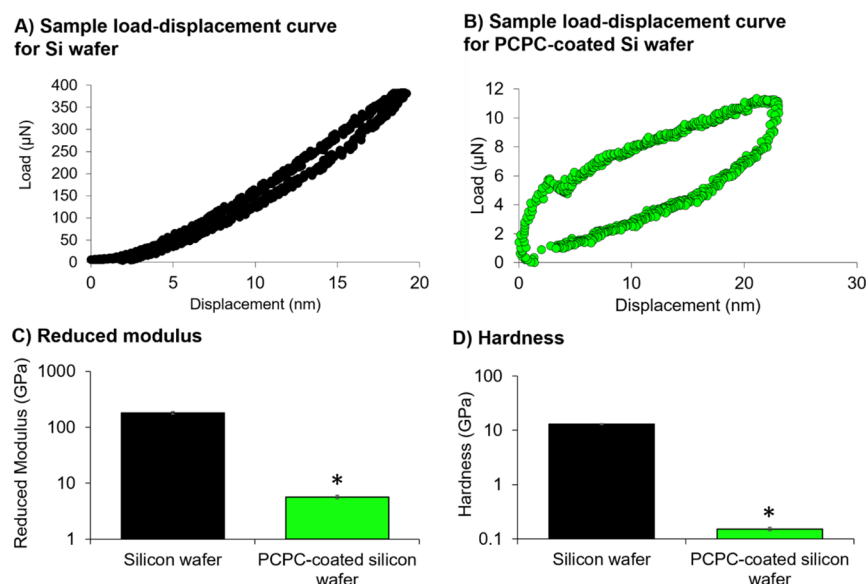 A) Sample load-displacement curve
for Si wafer
400
350
300
250
200
150
100
50
0
Load (µN)
0 5 10 15 20
Displacement (nm)
B) Sample load-displacement curve
for PCPC-coated Si wafer
12
10
8
6
4
2
0
Load (µN)
0 10 20 30
Displacement (nm)
C) Reduced modulus
1000
100
10
1
Reduced Modulus (GPa)
*
Silicon wafer PCPC-coated silicon
wafer
D) Hardness
100
10
1
0.1
Hardness (GPa)
*
Silicon wafer PCPC-coated silicon
wafer